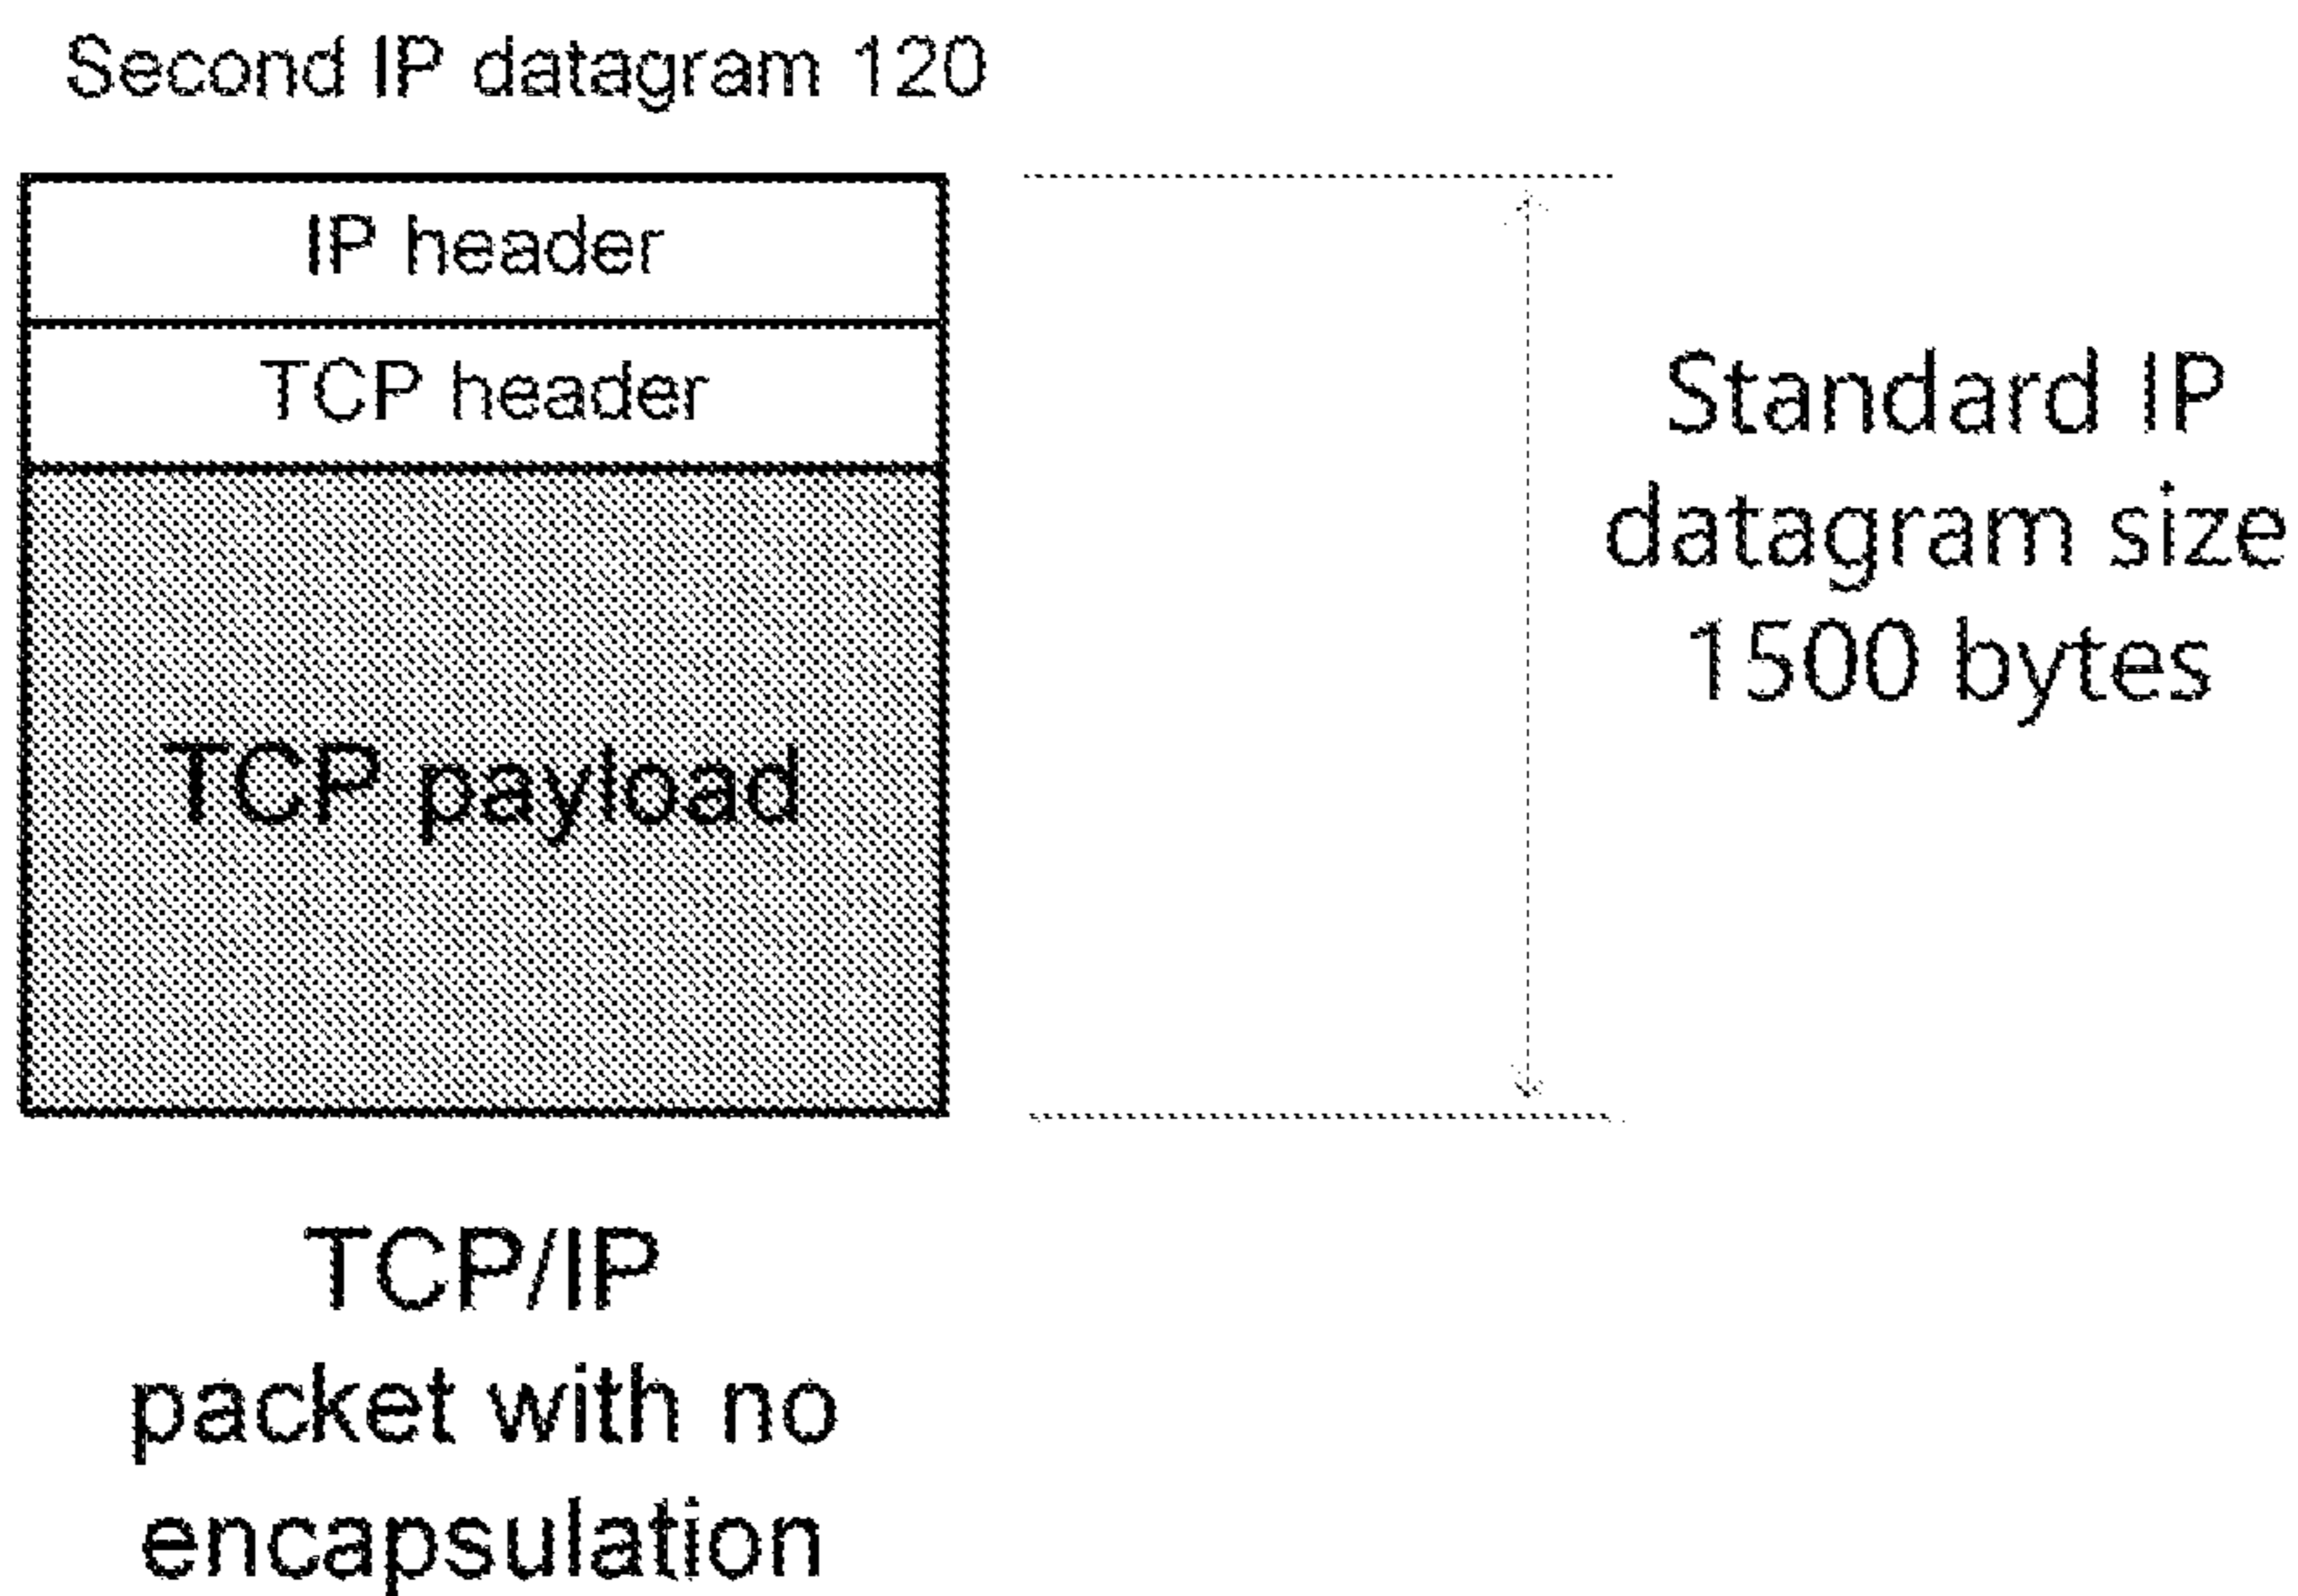 Second IP datagram 120
IP header
TCP header
TCP payload
Standard IP
datagram size
1500 bytes
TCP/IP
packet with no
encapsulation